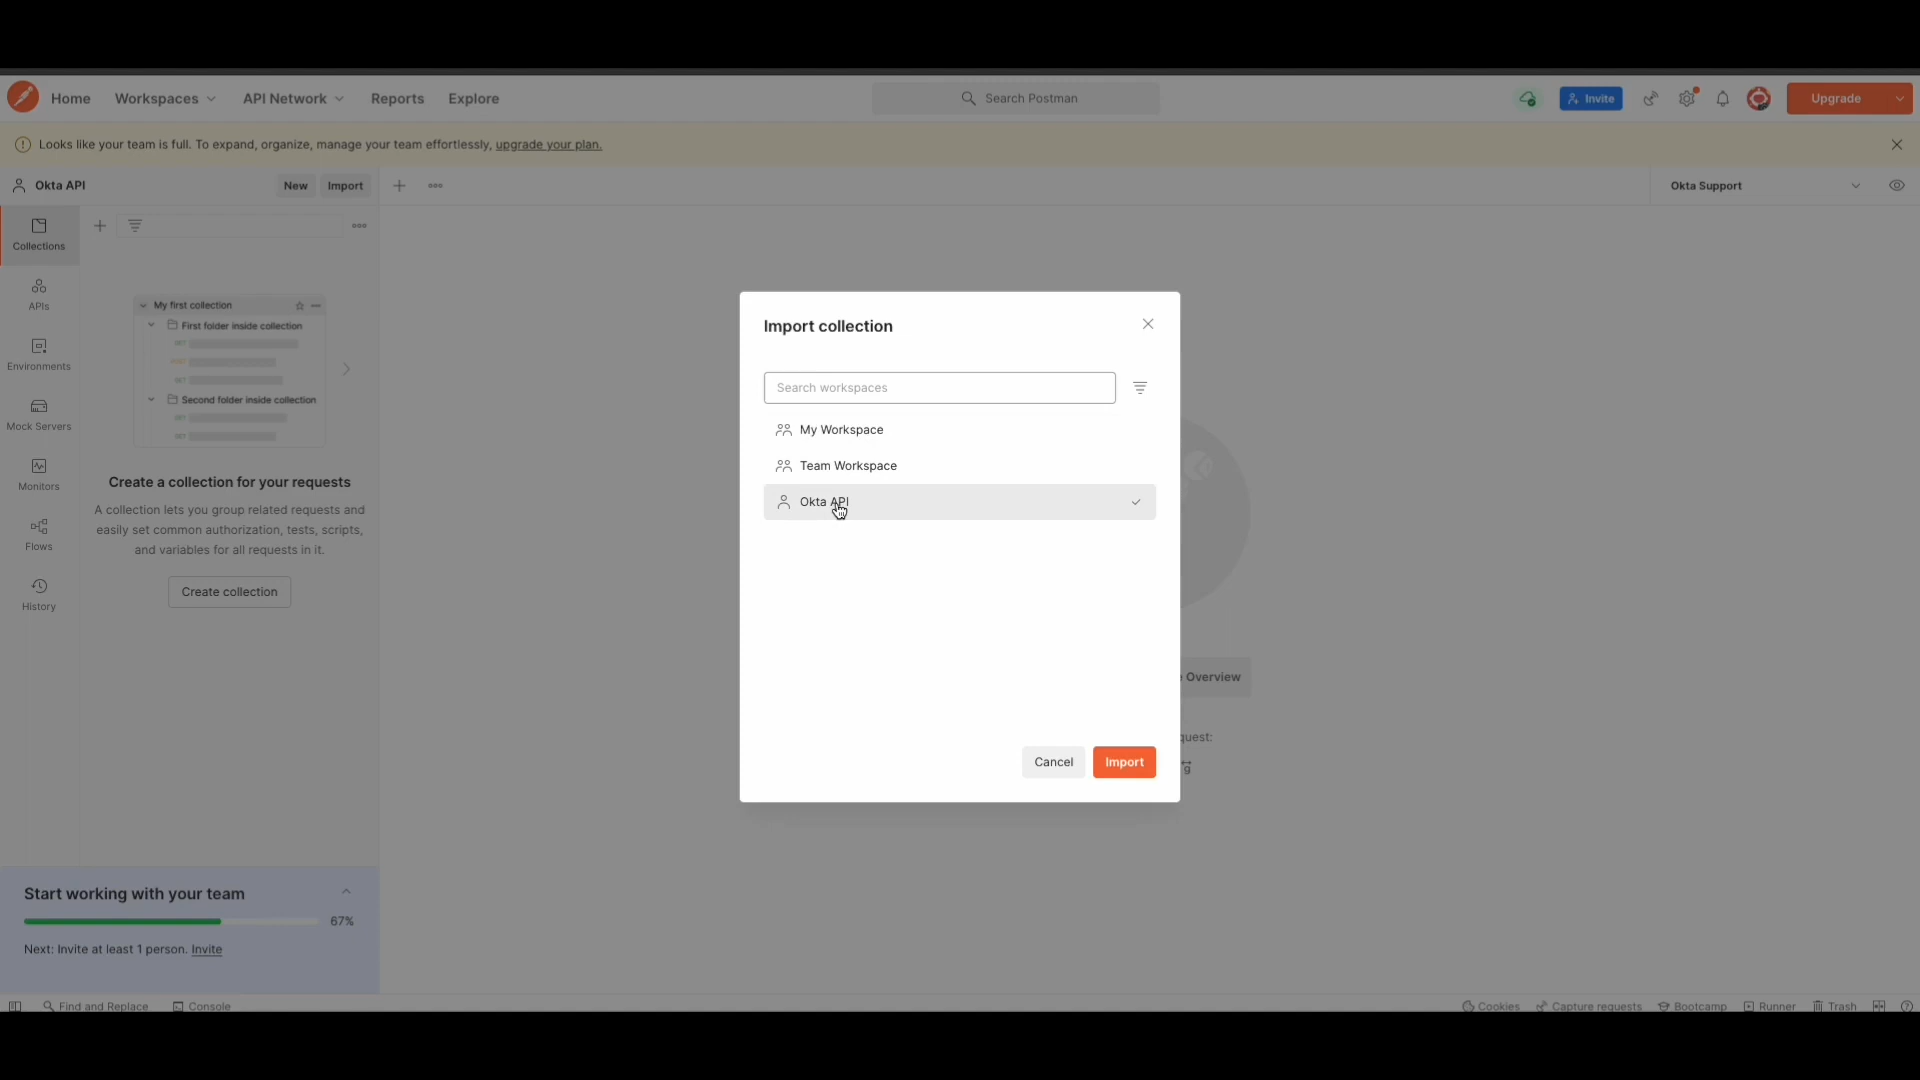 Home Workspaces API Network Reports Explore Search Postman Invite Upgrade
Looks like your team is full. To expand, organize, manage your team effortlessly, upgrade your plan.
Okta API New Import Okta Support
Collections
APIs
Environments
Mock Servers
Monitors
Flows
History
My first collection
First folder inside collection
GET
GET
Second folder inside collection
GET
GET
Create a collection for your requests
A collection lets you group related requests and
easily set common authorization, tests, scripts,
and variables for all requests in it.
Create collection
Import collection
Search workspaces
My Workspace
Team Workspace
Okta API
Cancel Import
Overview
quest:
Start working with your team
67%
Next: Invite at least 1 person. Invite
Find and Replace Console Cookies Capture requests Bootcamp Runner Trash